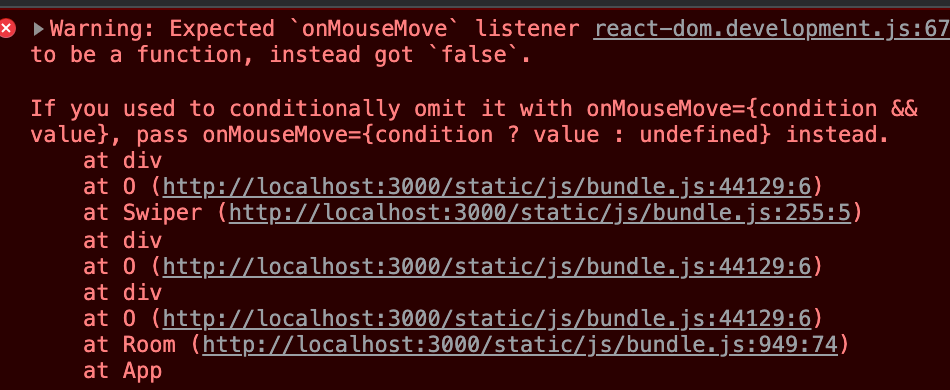 Warning: Expected `onMouseMove` listener react-dom.development.js:67
to be a function, instead got `false`.
If you used to conditionally omit it with onMouseMove={condition &&
value}, pass onMouseMove={condition ? value : undefined} instead.
at div
at O (http://localhost:3000/static/js/bundle.js:44129:6)
at Swiper (http://localhost:3000/static/js/bundle.js:255:5)
at div
at O (http://localhost:3000/static/js/bundle.js:44129:6)
at div
at O (http://localhost:3000/static/js/bundle.js:44129:6)
at Room (http://localhost:3000/static/js/bundle.js:949:74)
at App